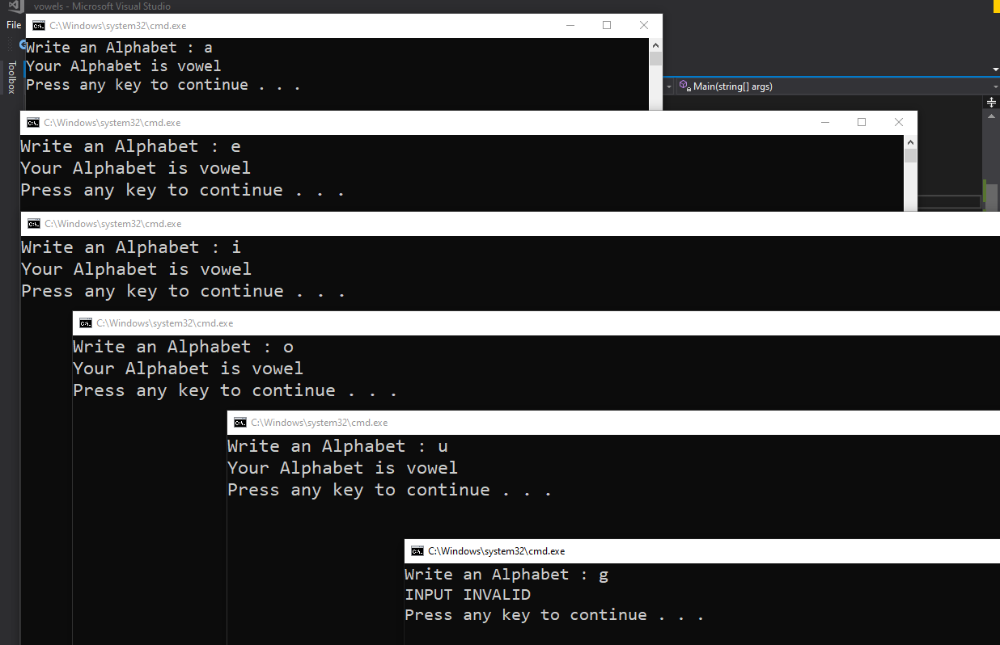 vowels - Microsoft Visual Studio
File
C:\Windows\system32\cmd.exe
Write an Alphabet : a
Your Alphabet is vowel
Press any key to continue . . .
Toolbox
Main(string[] args)
C:\Windows\system32\cmd.exe
Write an Alphabet : e
Your Alphabet is vowel
Press any key to continue . . .
C:\Windows\system32\cmd.exe
Write an Alphabet : i
Your Alphabet is vowel
Press any key to continue . . .
C:\Windows\system32\cmd.exe
Write an Alphabet : o
Your Alphabet is vowel
Press any key to continue . . .
C:\Windows\system32\cmd.exe
Write an Alphabet : u
Your Alphabet is vowel
Press any key to continue . . .
C:\Windows\system32\cmd.exe
Write an Alphabet : g
INPUT INVALID
Press any key to continue . . .